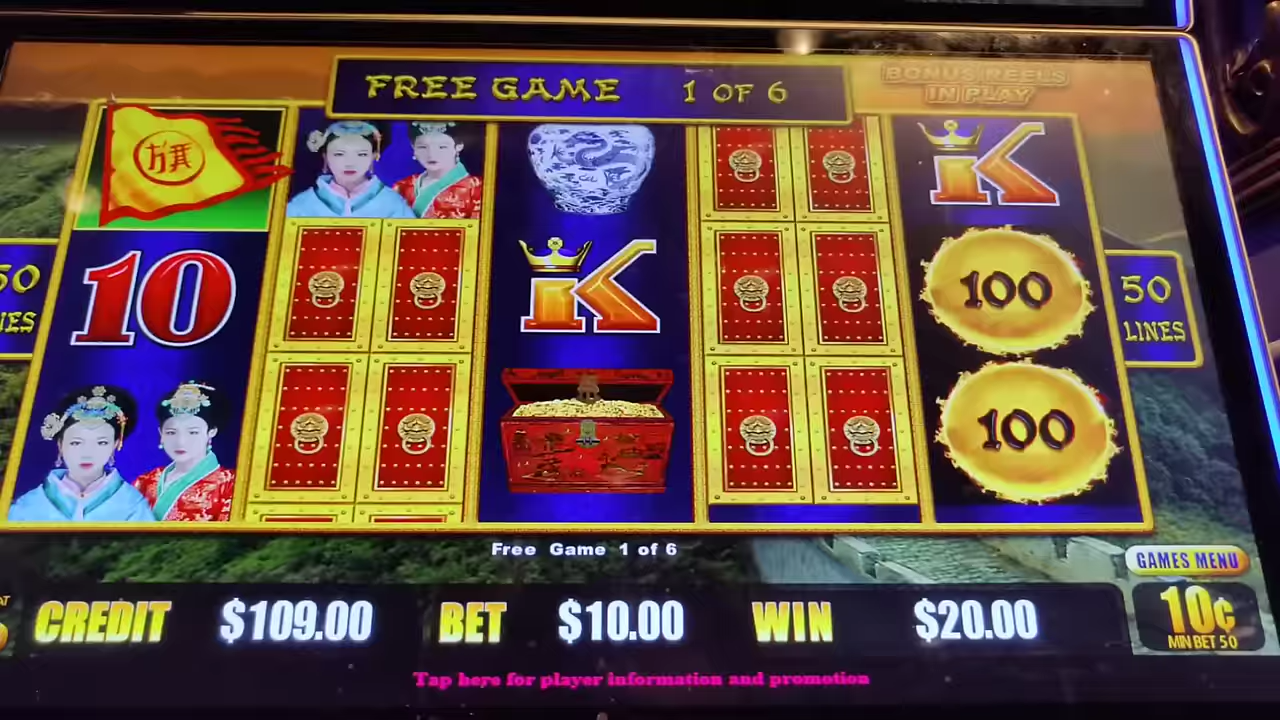 FREE GAME 1 OF 6
BONUS REELS
IN PLAY
K
10
K
100
50
50
LINES
100
Free Game 1 of 6
GAMES MENU
CREDIT $109.00 BET $10.00 WIN $20.00
10¢
MIN BET 50
Tap here for player information and promotion